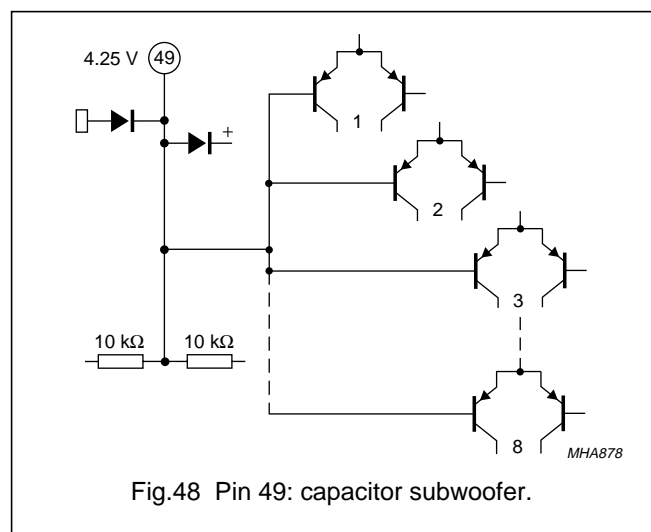 4.25 V 49
+
1
2
3
10 kΩ 10 kΩ
8
MHA878
Fig.48 Pin 49: capacitor subwoofer.